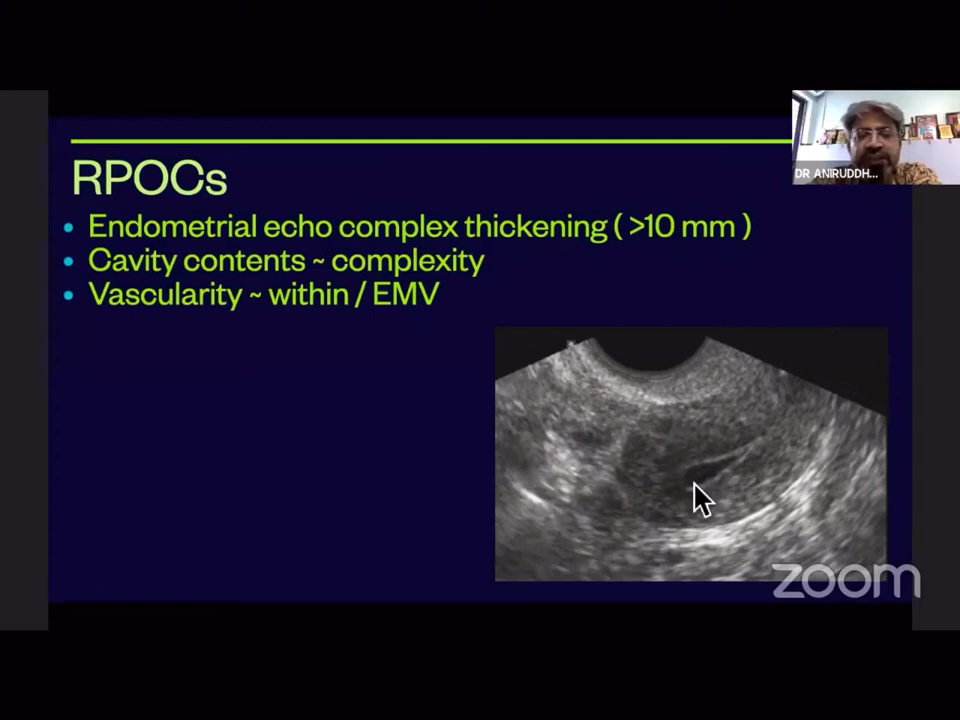 DR ANIRUDDH...
RPOCs
• Endometrial echo complex thickening ( >10 mm )
• Cavity contents ~ complexity
• Vascularity ~ within / EMV
zoom